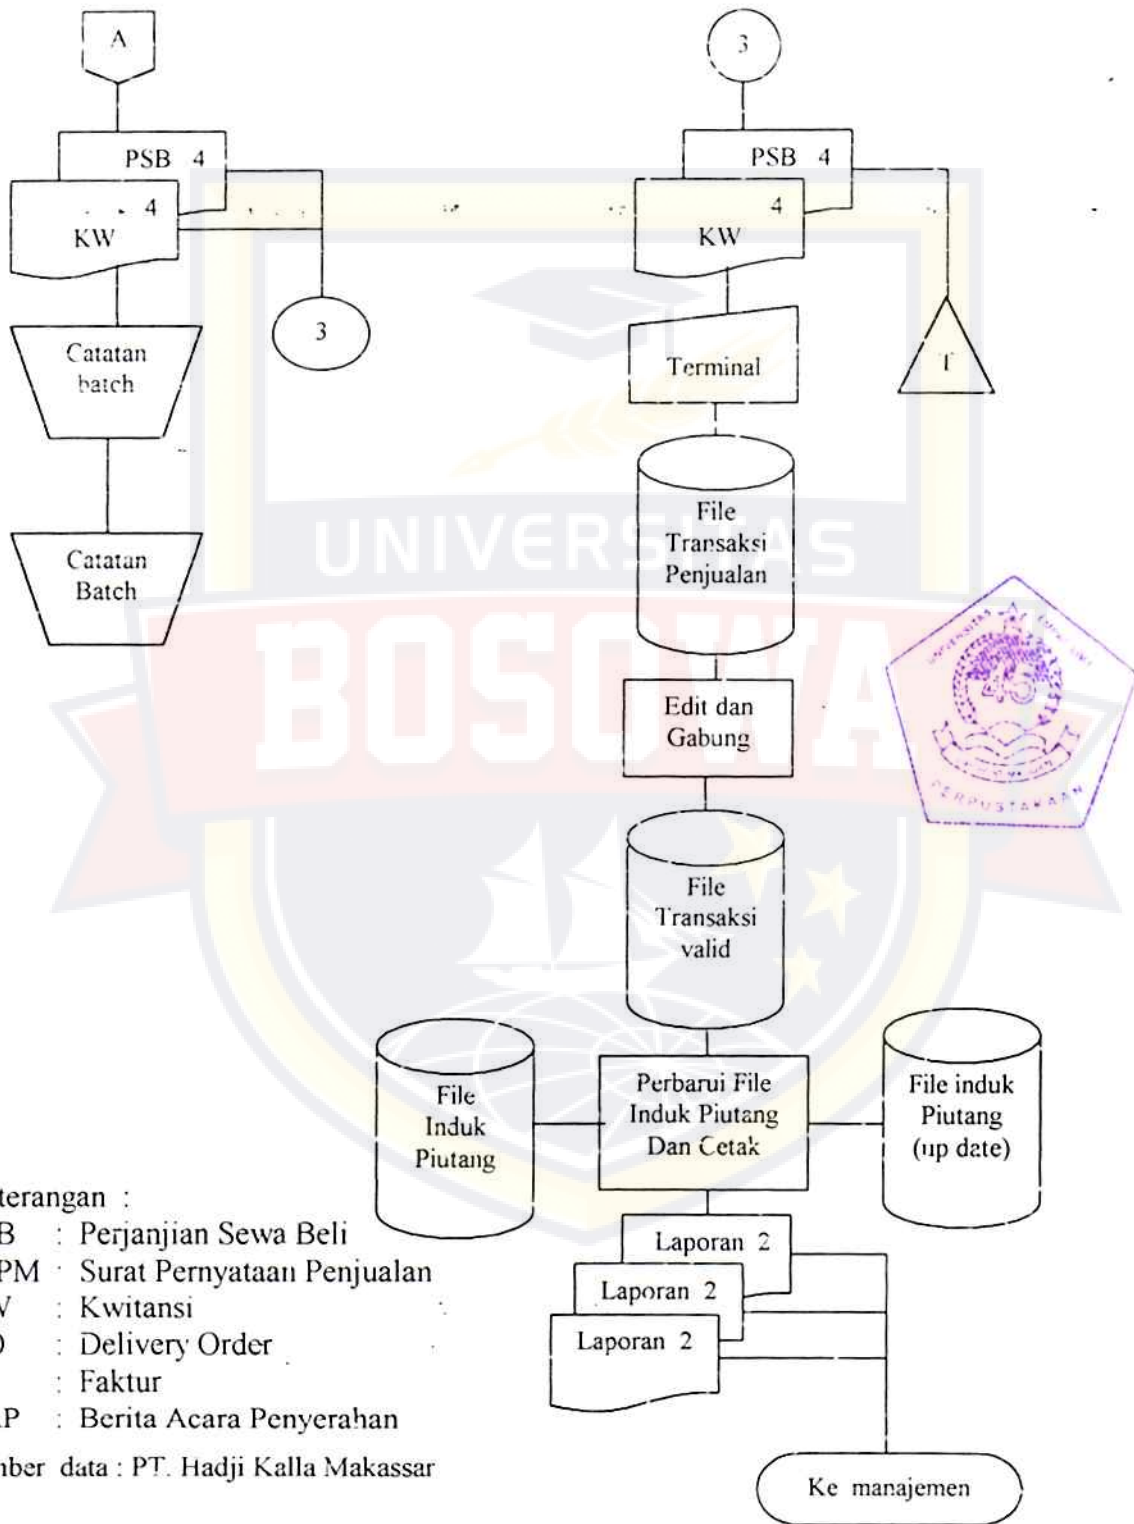 A
PSB 4
4
KW
3
Catatan
batch
Catatan
Batch
3
PSB 4
4
KW
T
Terminal
File
Transaksi
Penjualan
Edit dan
Gabung
File
Transaksi
valid
File
Induk
Piutang
Perbarui File
Induk Piutang
Dan Cetak
File induk
Piutang
(up date)
Laporan 2
Laporan 2
Laporan 2
Ke manajemen
terangan :
B : Perjanjian Sewa Beli
PM : Surat Pernyataan Penjualan
: Kwitansi
: Delivery Order
: Faktur
P : Berita Acara Penyerahan
ber data : PT. Hadji Kalla Makassar
UNIVERSITAS
BOSOWA
UNIVERSITAS
45
PERPUSTAKAAN